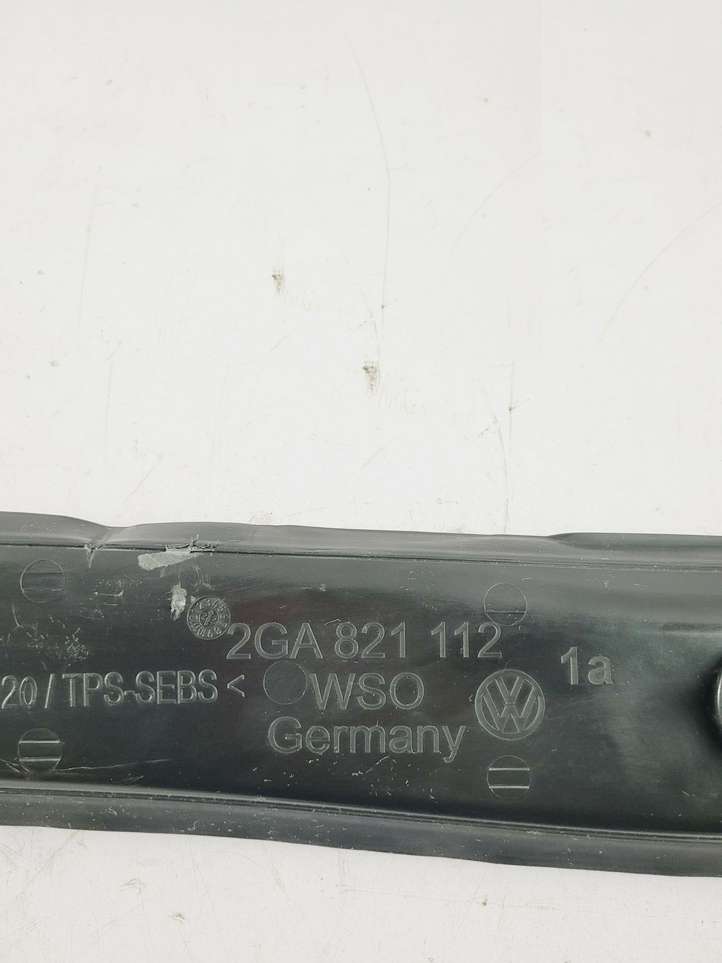 2GA 821 112
1a
20 / TPS-SEBS <
WSO
Germany